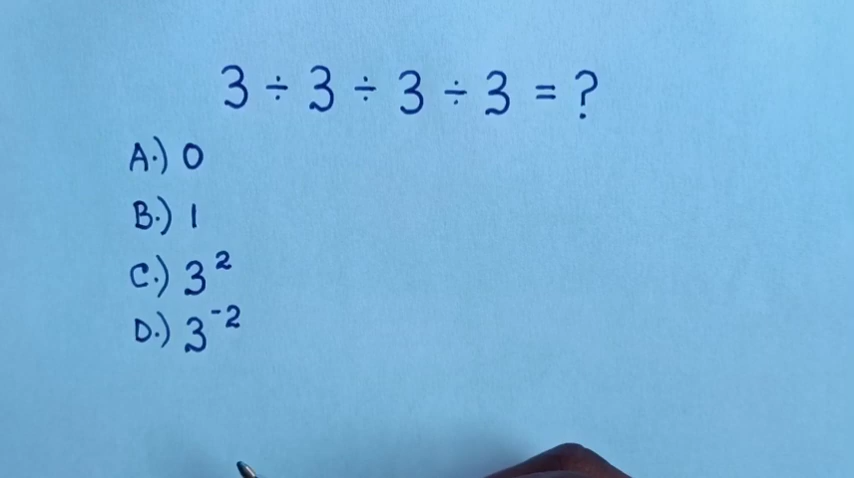 3 ÷ 3 ÷ 3 ÷ 3 = ?
A.) 0
B.) 1
C.) 3²
D.) 3⁻²